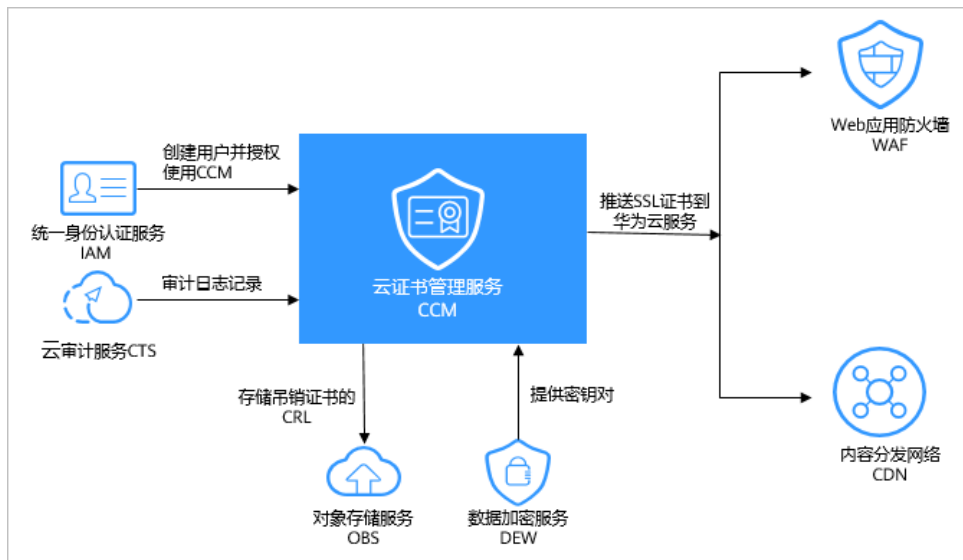 Web应用防火墙
WAF
创建用户并授权
使用CCM
推送SSL证书到
华为云服务
统一身份认证服务
IAM
审计日志记录
云证书管理服务
CCM
云审计服务CTS
存储吊销证书的
CRL
提供密钥对
内容分发网络
CDN
对象存储服务
OBS
数据加密服务
DEW